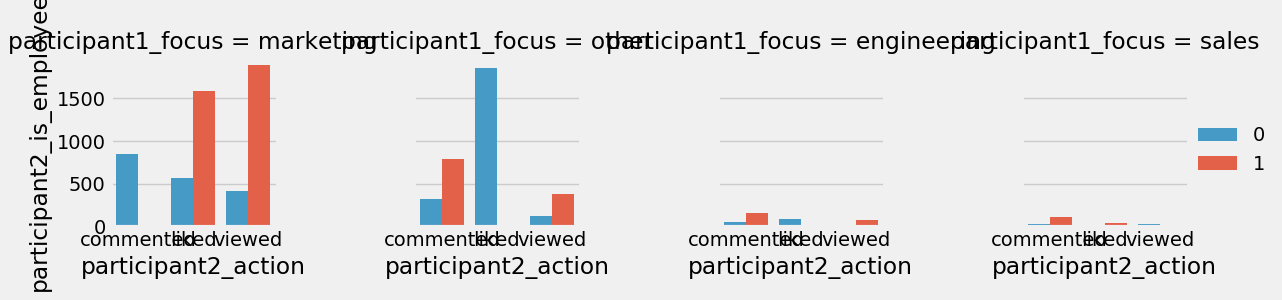 participant1_focus = marketing
participant1_focus = other
participant1_focus = engineering
participant1_focus = sales
participant2_is_employee
1500
1000
500
0
commented
liked
viewed
participant2_action
commented
liked
viewed
participant2_action
commented
liked
viewed
participant2_action
commented
liked
viewed
participant2_action
0
1